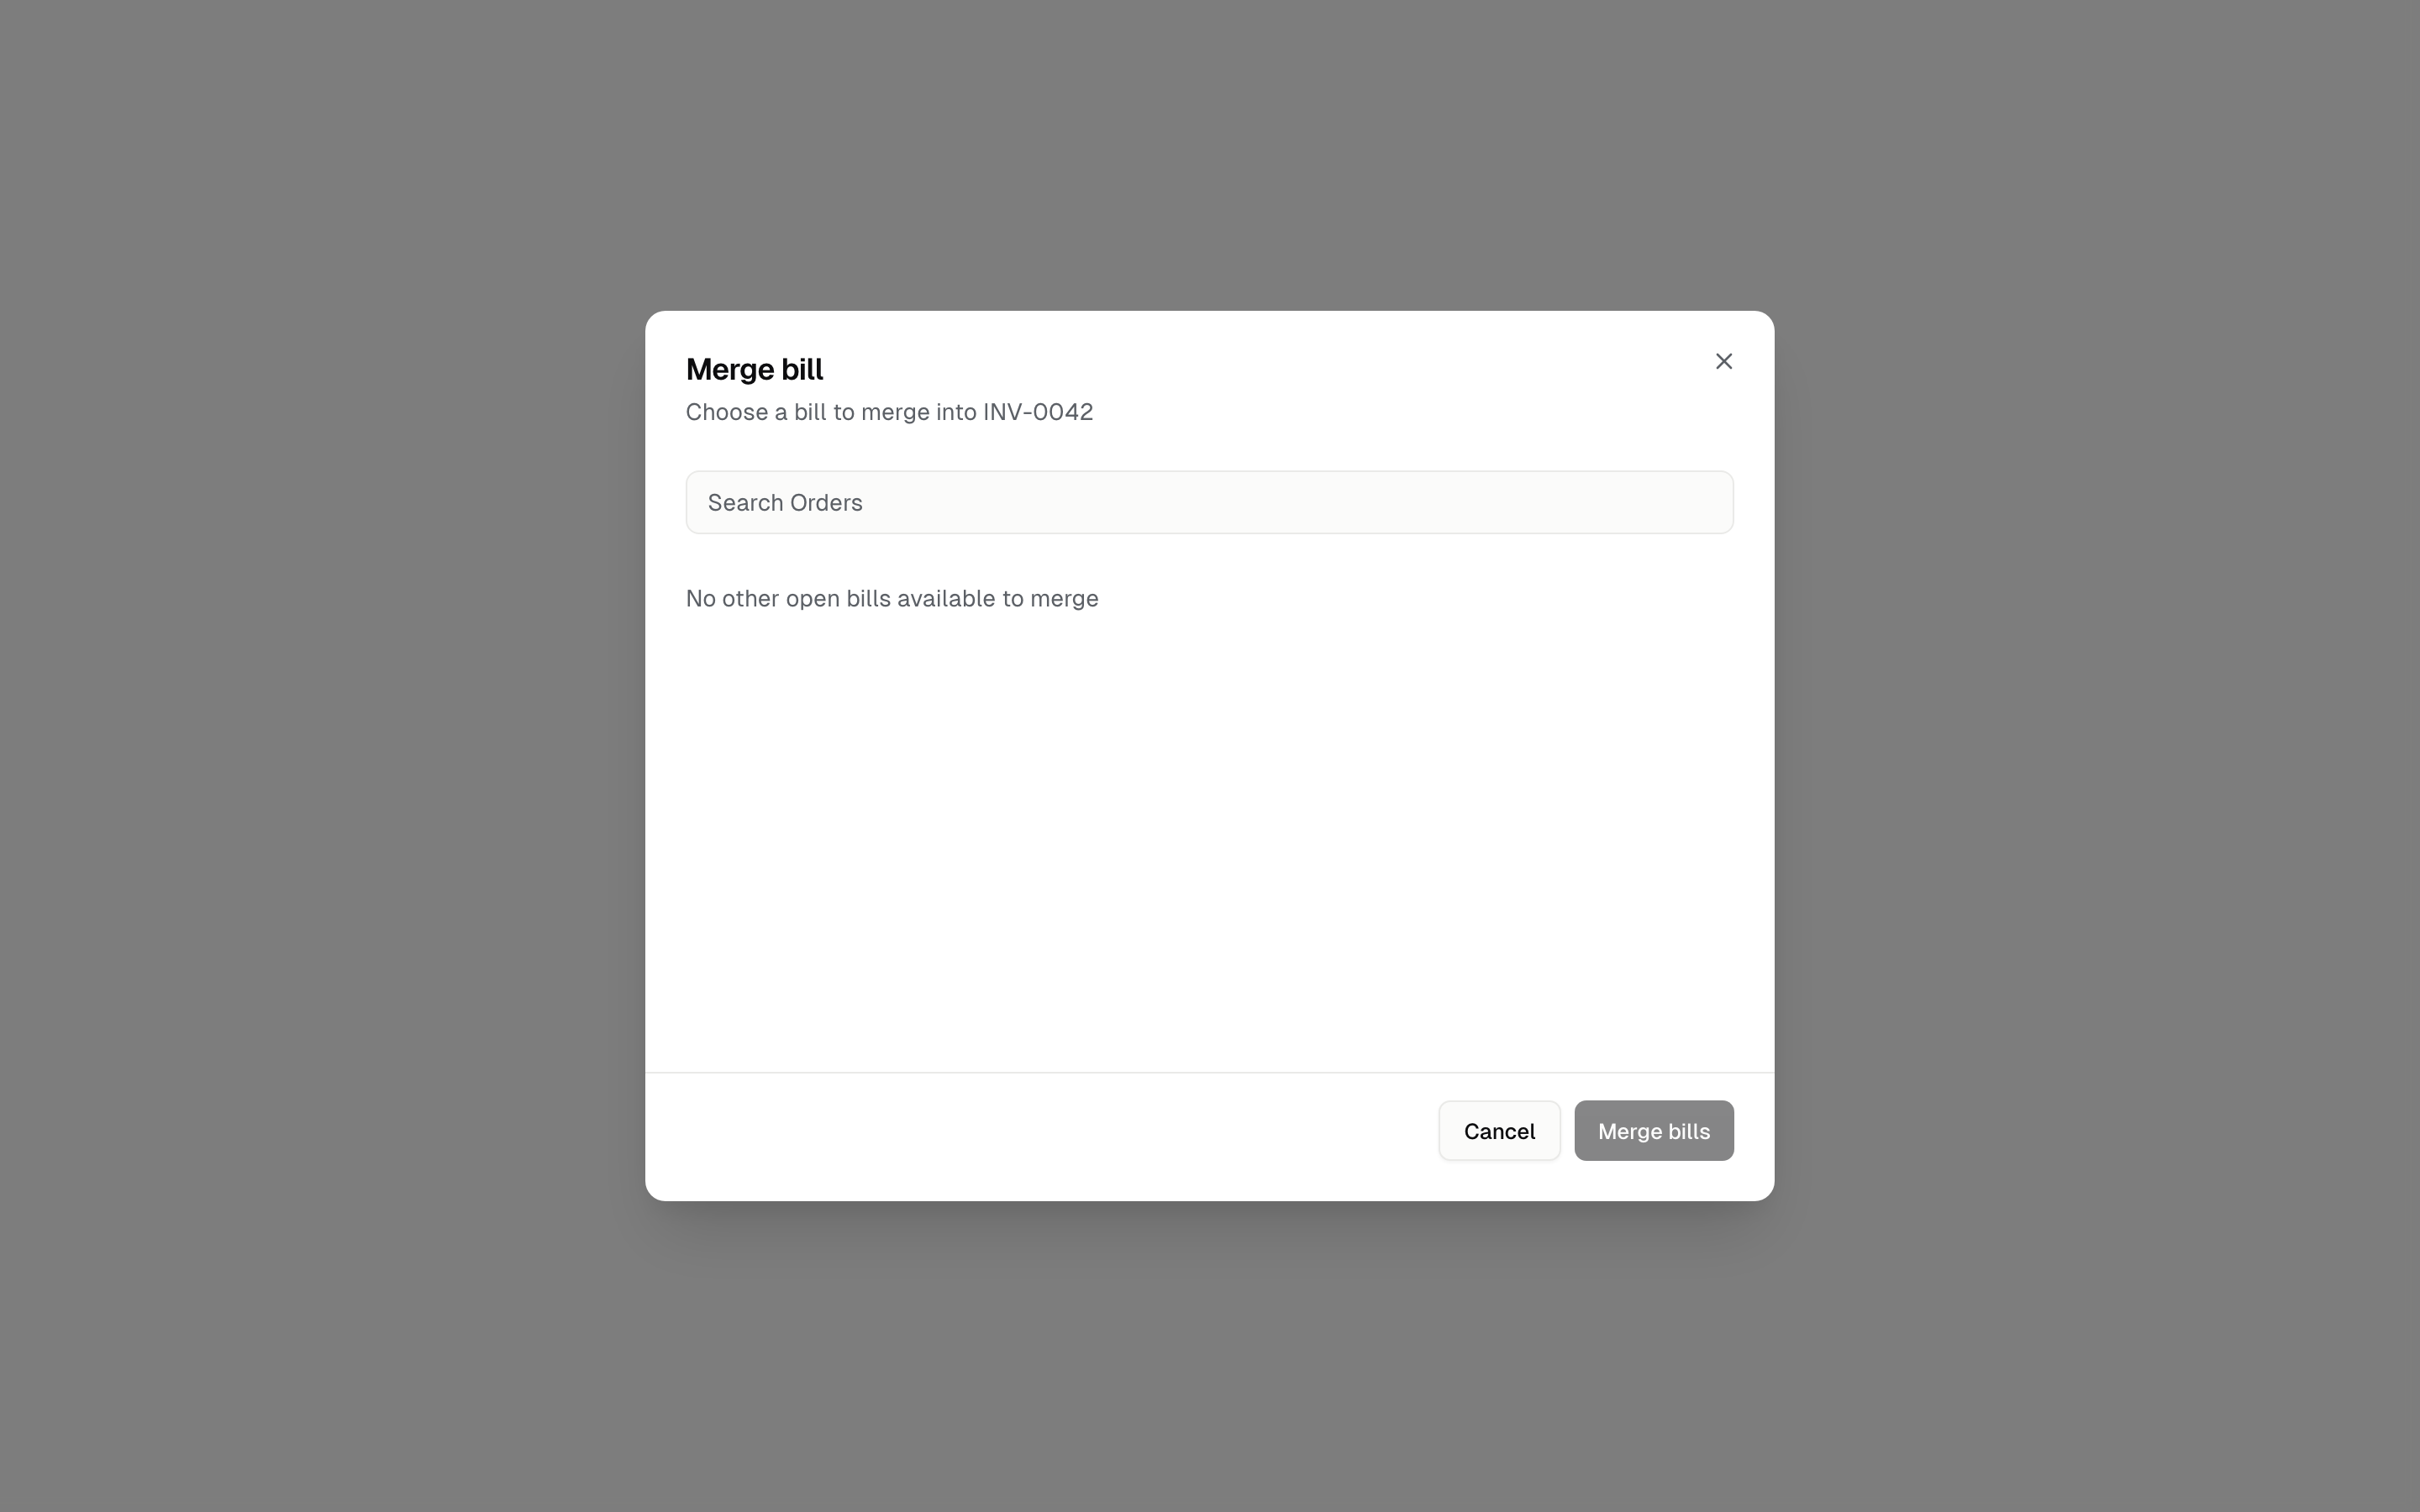 Merge bill
Choose a bill to merge into INV-0042
Search Orders
No other open bills available to merge
Cancel
Merge bills